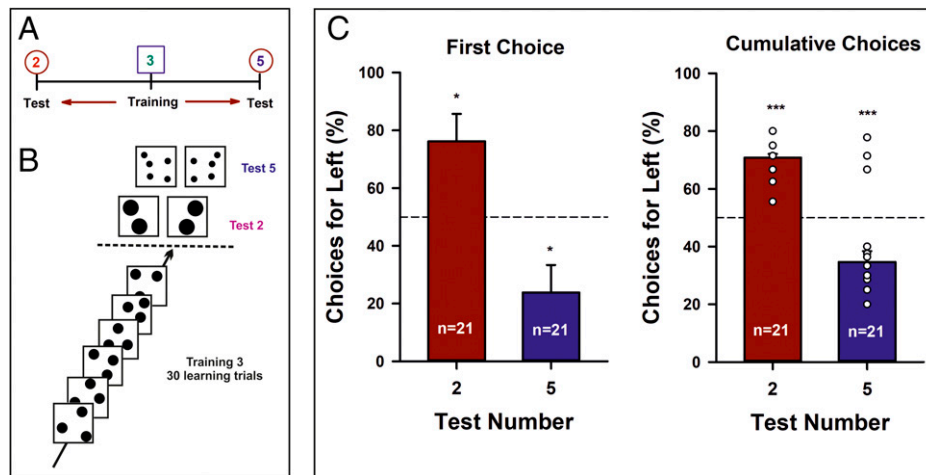 A
2
3
5
Test
Training
Test
B
Test 5
Test 2
Training 3
30 learning trials
C
First Choice
Choices for Left (%)
100
80
60
40
20
0
*
*
n=21
n=21
2
5
Test Number
Cumulative Choices
Choices for Left (%)
100
80
60
40
20
0
***
***
n=21
n=21
2
5
Test Number